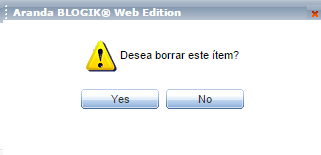 Aranda BLOGIK® Web Edition
Desea borrar este ítem?
Yes
No